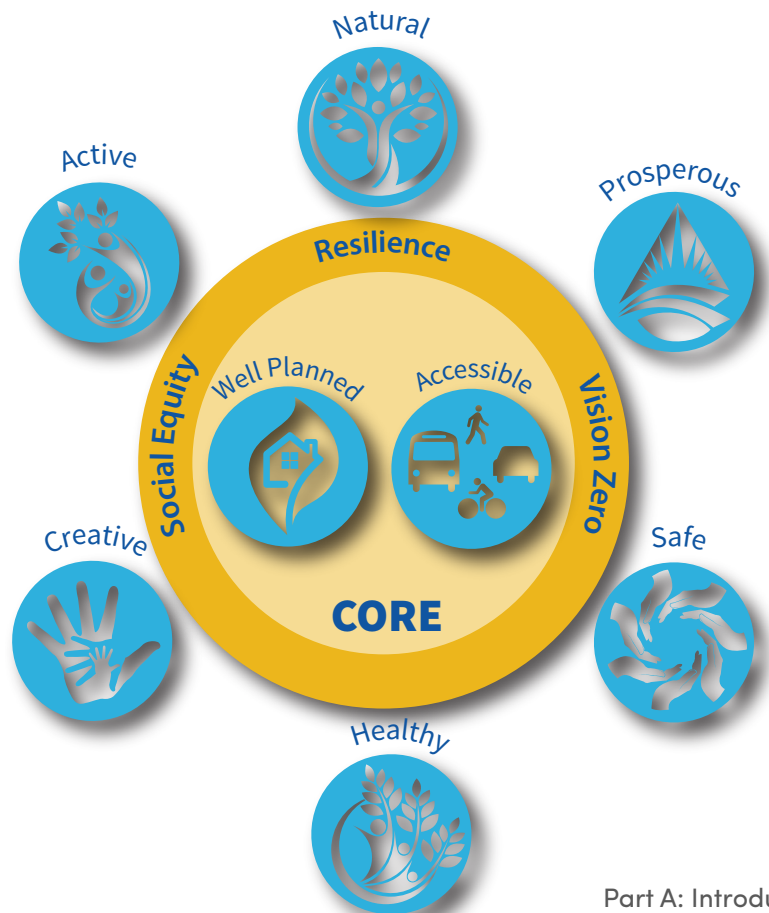 Natural
Active
Prosperous
Resilience
Social Equity
Vision Zero
Well Planned
Accessible
CORE
Creative
Safe
Healthy
Part A: Introdu